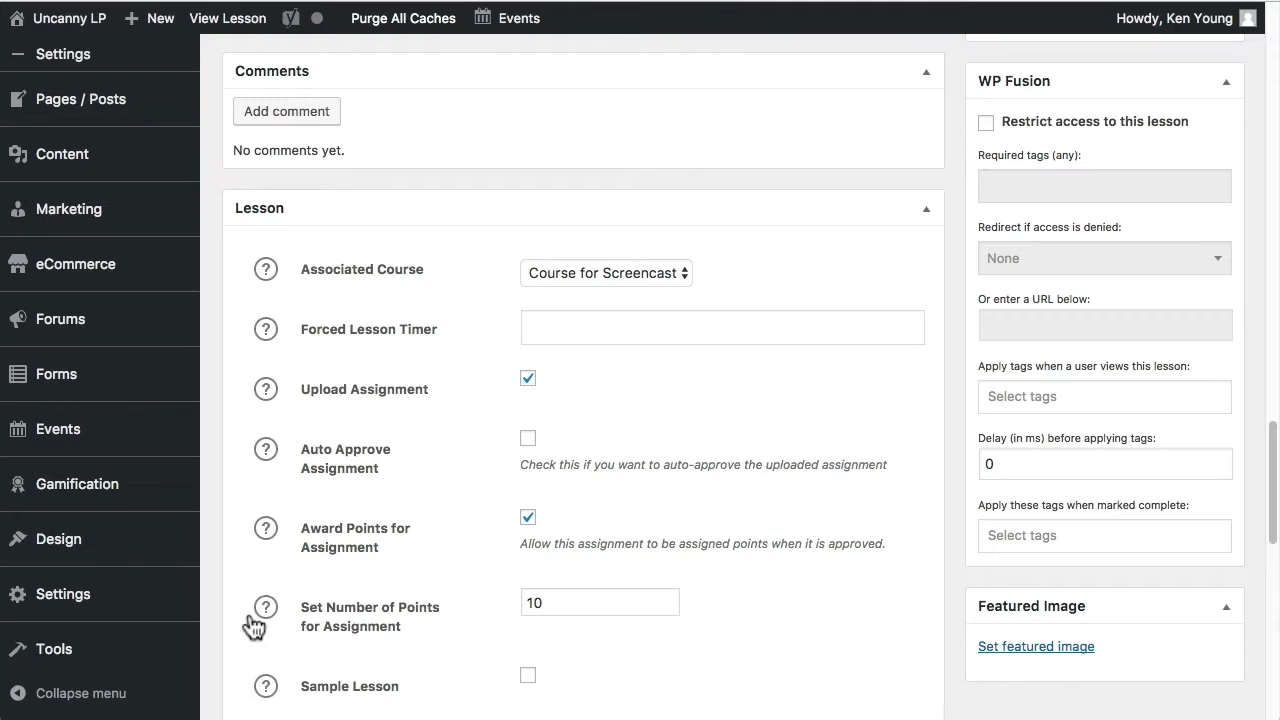 Uncanny LP
New
View Lesson
Purge All Caches
Events
Howdy, Ken Young
Settings
Pages / Posts
Content
Marketing
eCommerce
Forums
Forms
Events
Gamification
Design
Settings
Tools
Collapse menu
Comments
Add comment
No comments yet.
Lesson
? Associated Course
Course for Screencast
? Forced Lesson Timer
? Upload Assignment
? Auto Approve
Assignment
Check this if you want to auto-approve the uploaded assignment
? Award Points for
Assignment
Allow this assignment to be assigned points when it is approved.
? Set Number of Points
for Assignment
10
? Sample Lesson
WP Fusion
Restrict access to this lesson
Required tags (any):
Redirect if access is denied:
None
Or enter a URL below:
Apply tags when a user views this lesson:
Select tags
Delay (in ms) before applying tags:
0
Apply these tags when marked complete:
Select tags
Featured Image
Set featured image